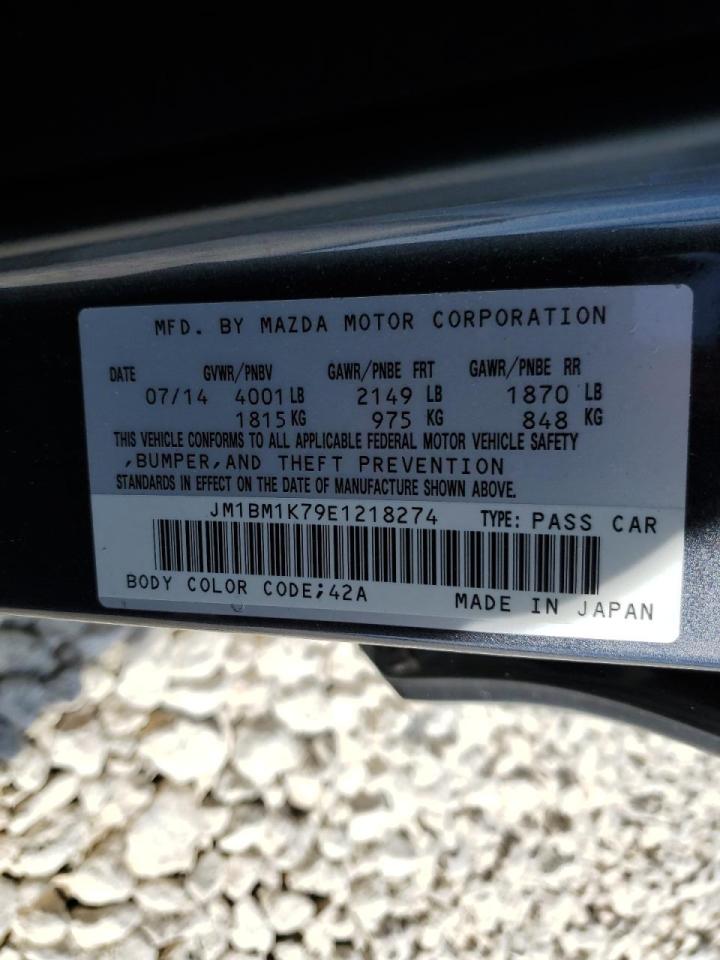 MFD. BY MAZDA MOTOR CORPORATION
DATE GVWR/PNBV GAWR/PNBE FRT GAWR/PNBE RR
07/14 4001 LB 2149 LB 1870 LB
1815 KG 975 KG 848 KG
THIS VEHICLE CONFORMS TO ALL APPLICABLE FEDERAL MOTOR VEHICLE SAFETY
,BUMPER,AND THEFT PREVENTION
STANDARDS IN EFFECT ON THE DATE OF MANUFACTURE SHOWN ABOVE.
JM1BM1K79E1218274 TYPE: PASS CAR
BODY COLOR CODE;42A MADE IN JAPAN